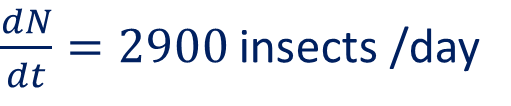 dN/dt = 2900 insects /day